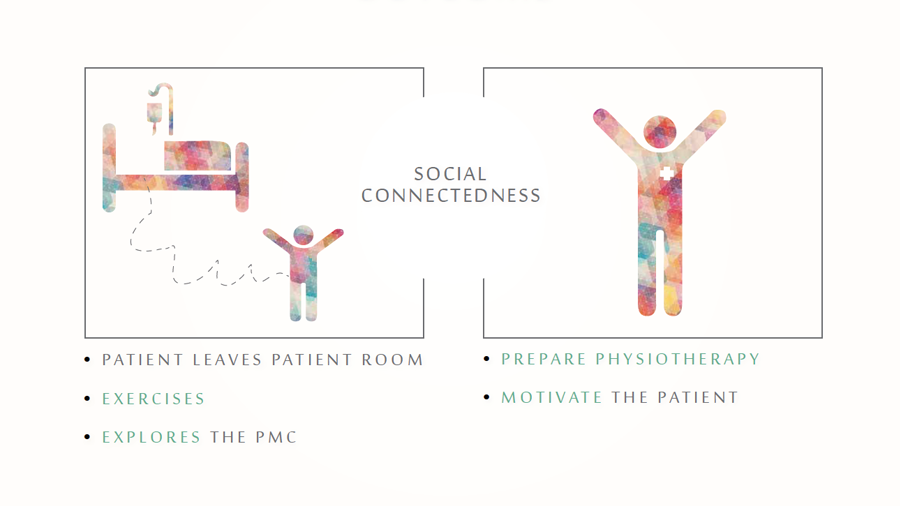 SOCIAL
CONNECTEDNESS
• PATIENT LEAVES PATIENT ROOM
• EXERCISES
• EXPLORES THE PMC
• PREPARE PHYSIOTHERAPY
• MOTIVATE THE PATIENT